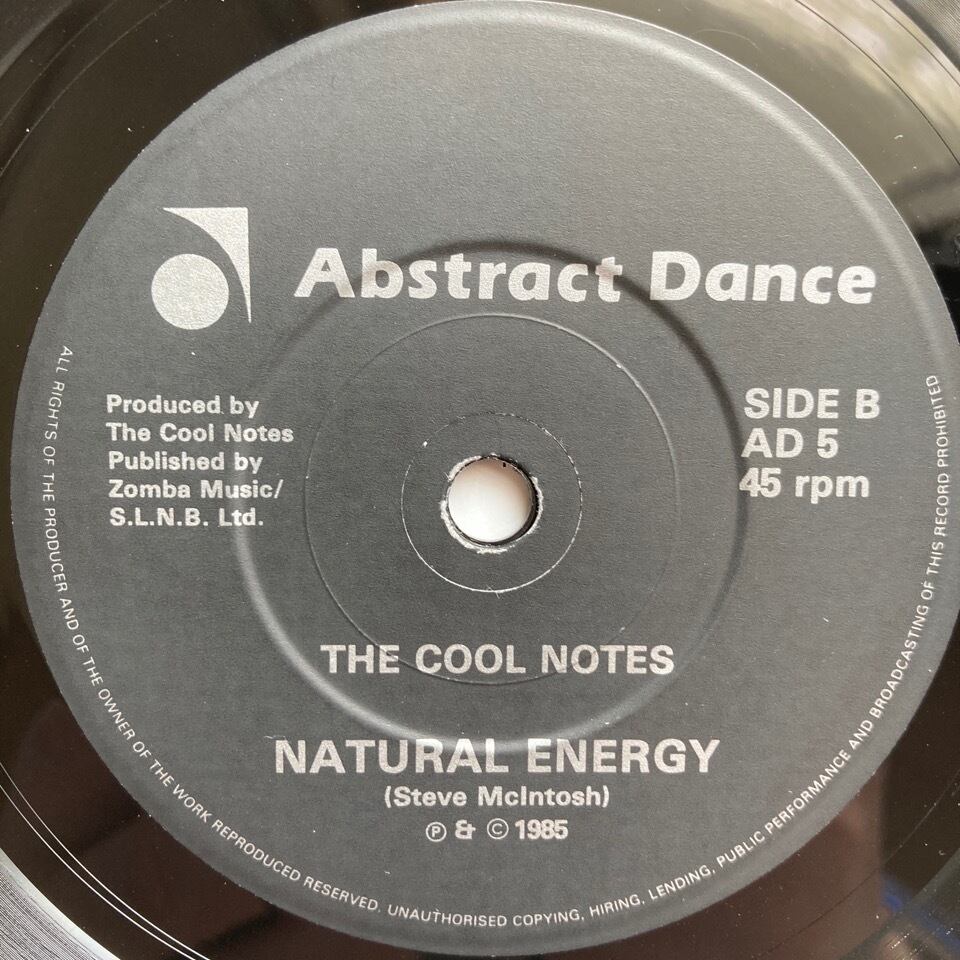 Abstract Dance
Produced by
The Cool Notes
Published by
Zomba Music/
S.L.N.B. Ltd.
SIDE B
AD 5
45 rpm
THE COOL NOTES
NATURAL ENERGY
(Steve McIntosh)
℗ & © 1985
ALL RIGHTS OF THE PRODUCER AND OF THE OWNER OF THE WORK REPRODUCED RESERVED. UNAUTHORISED COPYING, HIRING, LENDING, PUBLIC PERFORMANCE AND BROADCASTING OF THIS RECORD PROHIBITED